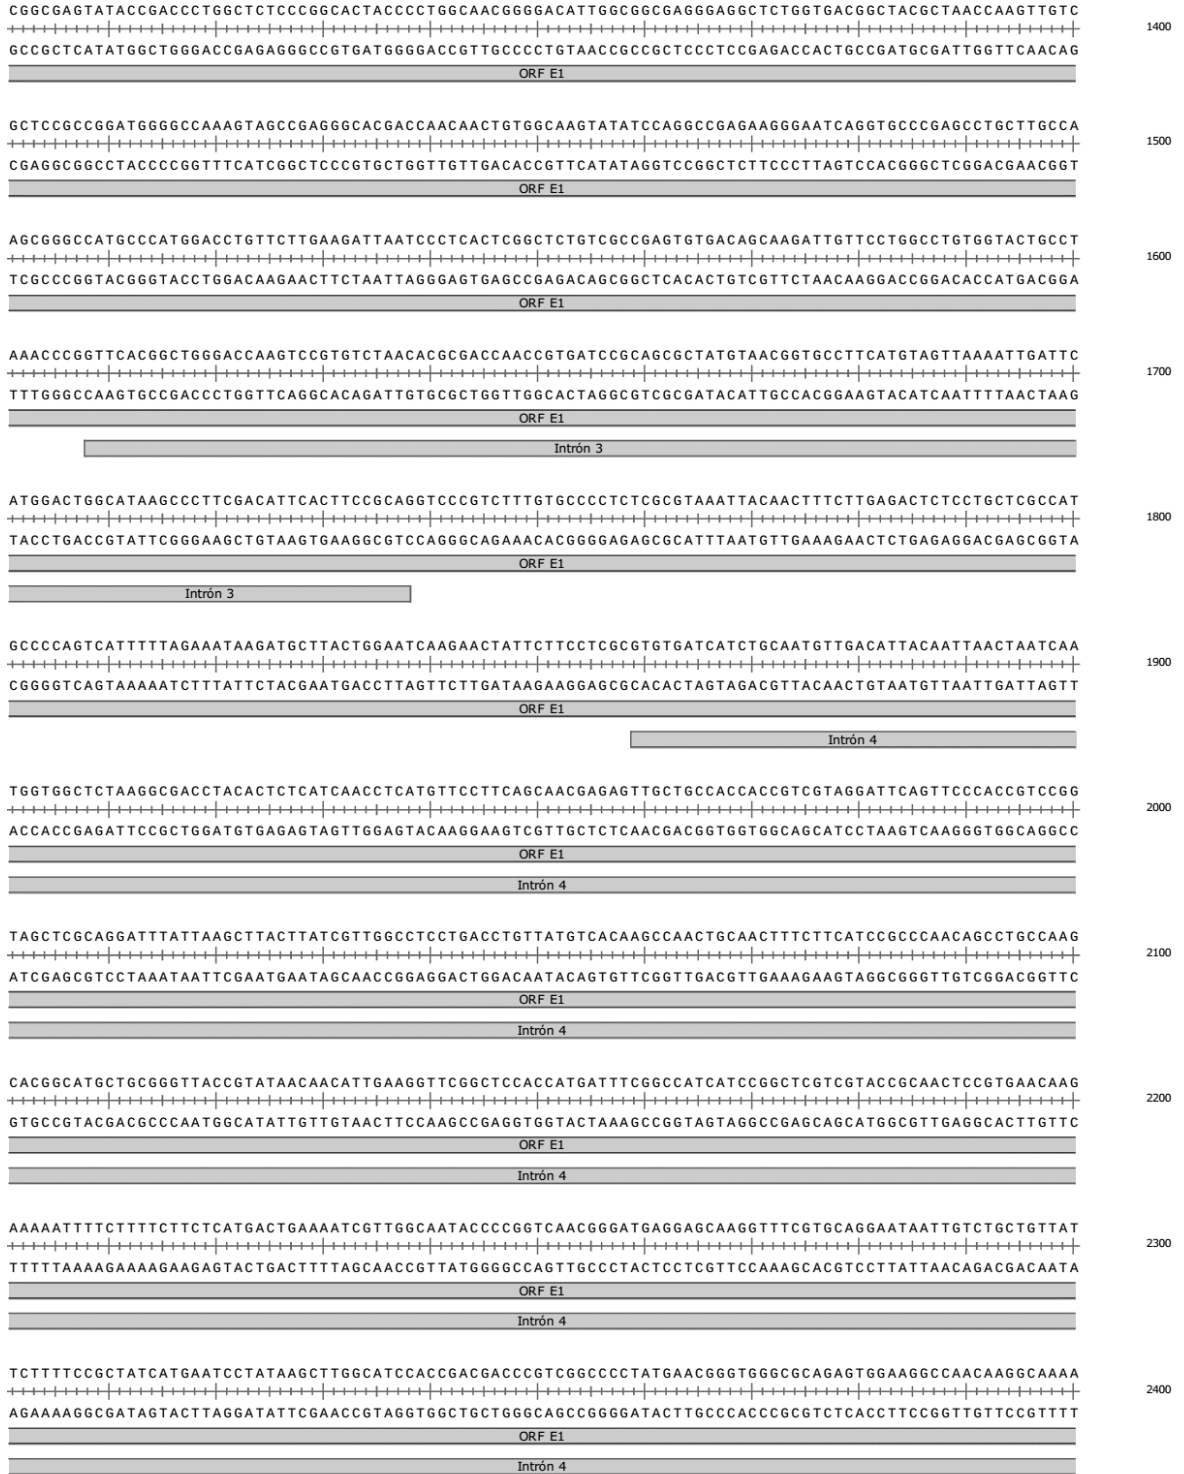 CGGCGAGTATACCGACCCTGGCTCTCCCGGCACTACCCCTGGCAACGGGGACATTGGCGGCGAGGGAGGCTCTGGTGACGGCTACGCTAACCAAGTTGTC
1400
GCCGCTCATATGGCTGGGACCGAGAGGGCCGTGATGGGGACCGTTGCCCCTGTAACCGCCGCTCCCTCCGAGACCACTGCCGATGCGATTGGTTCAACAG
ORF E1
GCTCCGCCGGATGGGGCCAAAGTAGCCGAGGGCACGACCAACAACTGTGGCAAGTATATCCAGGCCGAGAAGGGAATCAGGTGCCCGAGCCTGCTTGCCA
1500
CGAGGCGGCCTACCCCGGTTTCATCGGCTCCCGTGCTGGTTGTTGACACCGTTCATATAGGTCCGGCTCTTCCCTTAGTCCACGGGCTCGGACGAACGGT
ORF E1
AGCGGGCCATGCCCATGGACCTGTTCTTGAAGATTAATCCCTCACTCGGCTCTGTCGCCGAGTGTGACAGCAAGATTGTTCCTGGCCTGTGGTACTGCCT
1600
TCGCCCGGTACGGGTACCTGGACAAGAACTTCTAATTAGGGAGTGAGCCGAGACAGCGGCTCACACTGTCGTTCTAACAAGGACCGGACACCATGACGGA
ORF E1
AAACCCGGTTCACGGCTGGGACCAAGTCCGTGTCTAACACGCGACCAACCGTGATCCGCAGCGCTATGTAACGGTGCCTTCATGTAGTTAAAATTGATTC
1700
TTTGGGCCAAGTGCCGACCCTGGTTCAGGCACAGATTGTGCGCTGGTTGGCACTAGGCGTCGCGATACATTGCCACGGAAGTACATCAATTTTAACTAAG
ORF E1
Intrón 3
ATGGACTGGCATAAGCCCTTCGACATTCACTTCCGCAGGTCCCGTCTTTGTGCCCCTCTCGCGTAAATTACAACTTTCTTGAGACTCTCCTGCTCGCCAT
1800
TACCTGACCGTATTCGGGAAGCTGTAAGTGAAGGCGTCCAGGGCAGAAACACGGGGAGAGCGCATTTAATGTTGAAAGAACTCTGAGAGGACGAGCGGTA
ORF E1
Intrón 3
GCCCCAGTCATTTTTAGAAATAAGATGCTTACTGGAATCAAGAACTATTCTTCCTCGCGTGTGATCATCTGCAATGTTGACATTACAATTAACTAATCAA
1900
CGGGGTCAGTAAAAATCTTTATTCTACGAATGACCTTAGTTCTTGATAAGAAGGAGCGCACACTAGTAGACGTTACAACTGTAATGTTAATTGATTAGTT
ORF E1
Intrón 4
TGGTGGCTCTAAGGCGACCTACACTCTCATCAACCTCATGTTCCTTCAGCAACGAGAGTTGCTGCCACCACCGTCGTAGGATTCAGTTCCCACCGTCCGG
2000
ACCACCGAGATTCCGCTGGATGTGAGAGTAGTTGGAGTACAAGGAAGTCGTTGCTCTCAACGACGGTGGTGGCAGCATCCTAAGTCAAGGGTGGCAGGCC
ORF E1
Intrón 4
TAGCTCGCAGGATTTATTAAGCTTACTTATCGTTGGCCTCCTGACCTGTTATGTCACAAGCCAACTGCAACTTTCTTCATCCGCCCAACAGCCTGCCAAG
2100
ATCGAGCGTCCTAAATAATTCGAATGAATAGCAACCGGAGGACTGGACAATACAGTGTTCGGTTGACGTTGAAAGAAGTAGGCGGGTTGTCGGACGGTTC
ORF E1
Intrón 4
CACGGCATGCTGCGGGTTACCGTATAACAACATTGAAGGTTCGGCTCCACCATGATTTCGGCCATCATCCGGCTCGTCGTACCGCAACTCCGTGAACAAG
2200
GTGCCGTACGACGCCCAATGGCATATTGTTGTAACTTCCAAGCCGAGGTGGTACTAAAGCCGGTAGTAGGCCGAGCAGCATGGCGTTGAGGCACTTGTTC
ORF E1
Intrón 4
AAAAATTTTCTTTTCTTCTCATGACTGAAAATCGTTGGCAATACCCCGGTCAACGGGATGAGGAGCAAGGTTTCGTGCAGGAATAATTGTCTGCTGTTAT
2300
TTTTTAAAAGAAAAGAAGAGTACTGACTTTTAGCAACCGTTATGGGGCCAGTTGCCCTACTCCTCGTTCCAAAGCACGTCCTTATTAACAGACGACAATA
ORF E1
Intrón 4
TCTTTTCCGCTATCATGAATCCTATAAGCTTGGCATCCACCGACGACCCGTCGGCCCCTATGAACGGGTGGGCGCAGAGTGGAAGGCCAACAAGGCAAAA
2400
AGAAAAGGCGATAGTACTTAGGATATTCGAACCGTAGGTGGCTGCTGGGCAGCCGGGGATACTTGCCCACCCGCGTCTCACCTTCCGGTTGTTCCGTTTT
ORF E1
Intrón 4